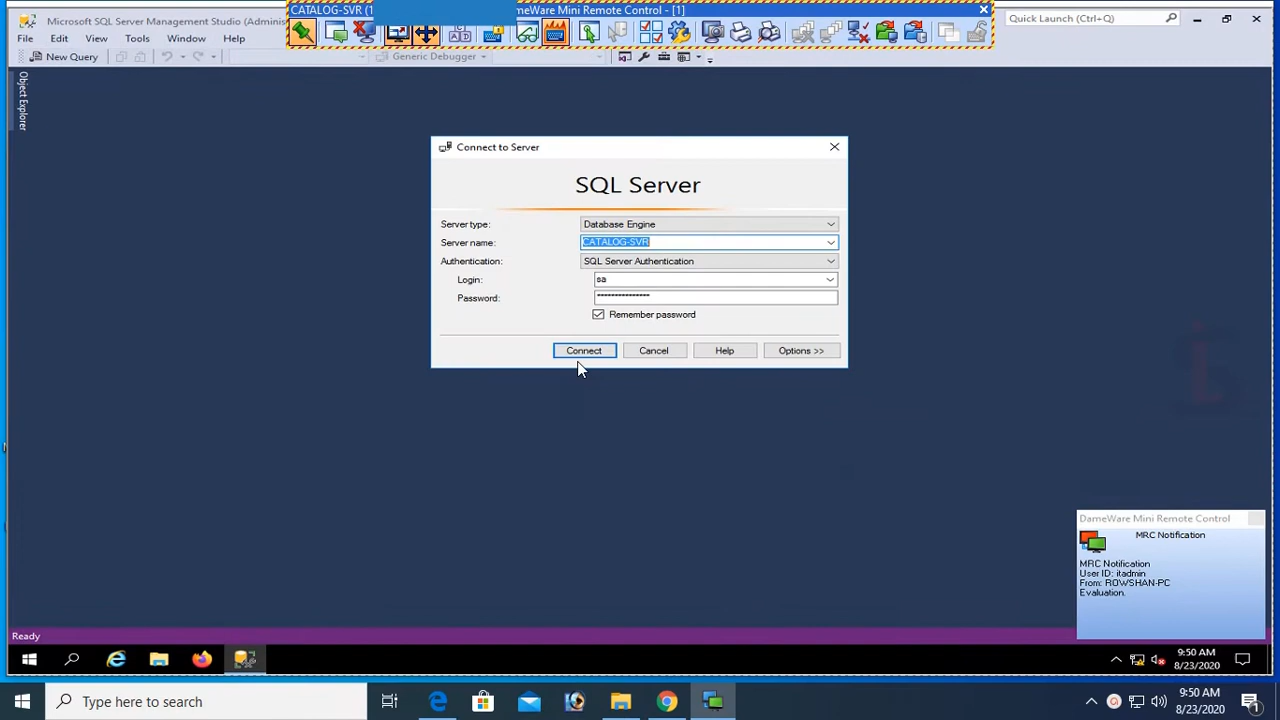 CATALOG-SVR (1
DameWare Mini Remote Control - [1]
Microsoft SQL Server Management Studio (Adminis
Quick Launch (Ctrl+Q)
File Edit View Tools Window Help
New Query
Generic Debugger
Object Explorer
Connect to Server
SQL Server
Server type: Database Engine
Server name: CATALOG-SVR
Authentication: SQL Server Authentication
Login: sa
Password: ***************
Remember password
Connect Cancel Help Options >>
DameWare Mini Remote Control
MRC Notification
MRC Notification
User ID: itadmin
From: ROWSHAN-PC
Evaluation.
Ready
9:50 AM
8/23/2020
Type here to search
9:50 AM
8/23/2020
1